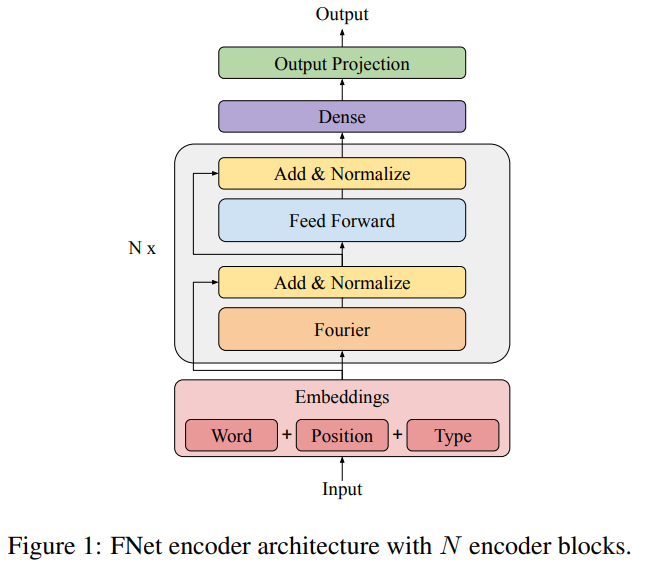 Output
Output Projection
Dense
Add & Normalize
Feed Forward
N x
Add & Normalize
Fourier
Embeddings
Word + Position + Type
Input
Figure 1: FNet encoder architecture with N encoder blocks.